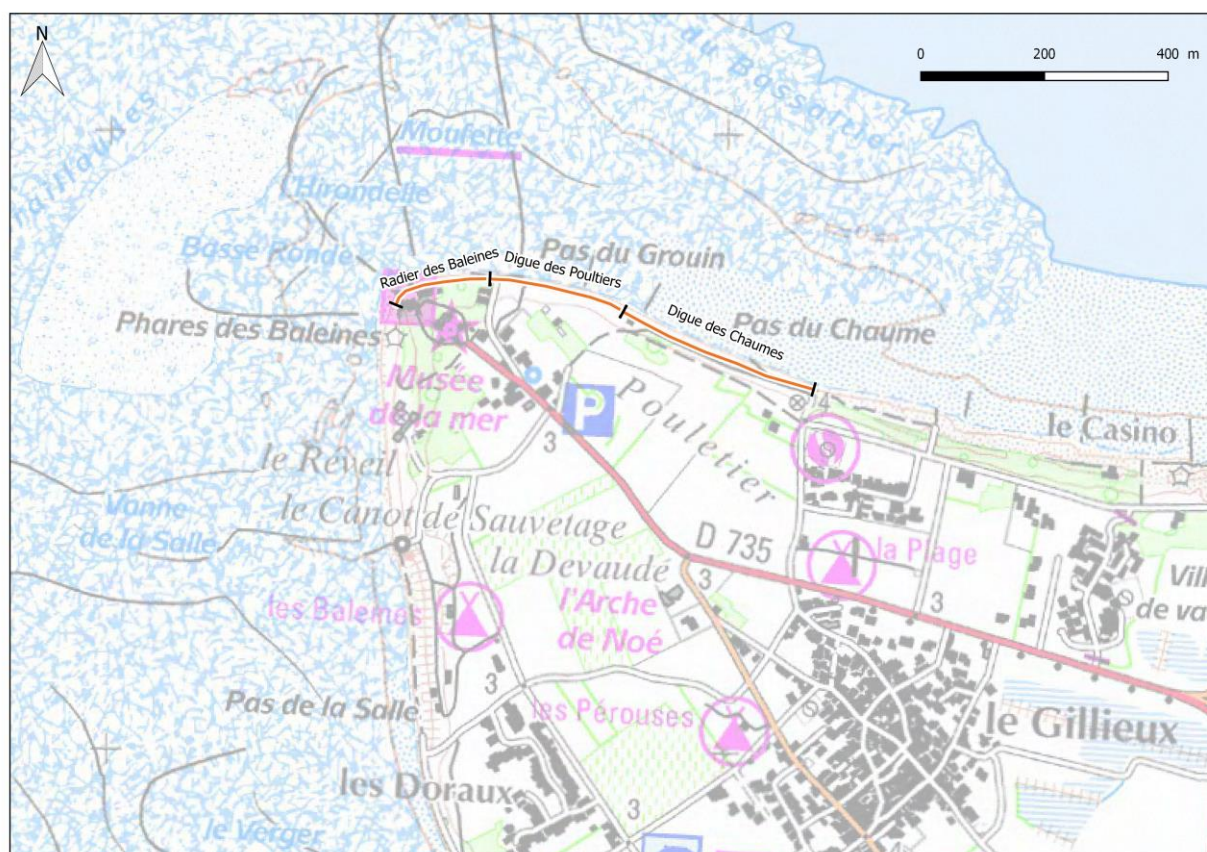 N
0 200 400 m
du Bassalier
Moufette
l'Hirondelle
Basse Ronde
Pas du Grouin
Radier des Baleines
Digue des Poultiers
Digue des Chaumes
Pas du Chaume
Phares des Baleines
Musée
de la mer
P
Pouletier
4
le Casino
3
le Réveil
le Canot de Sauvetage
Vanne
de la Salle
la Devaudé
D 735
la Plage
3
3
les Baleines
l'Arche
de Noé
Vill
de va
3
Pas de la Salle
les Pérouses
le Gillieux
les Doraux
3
le Verger